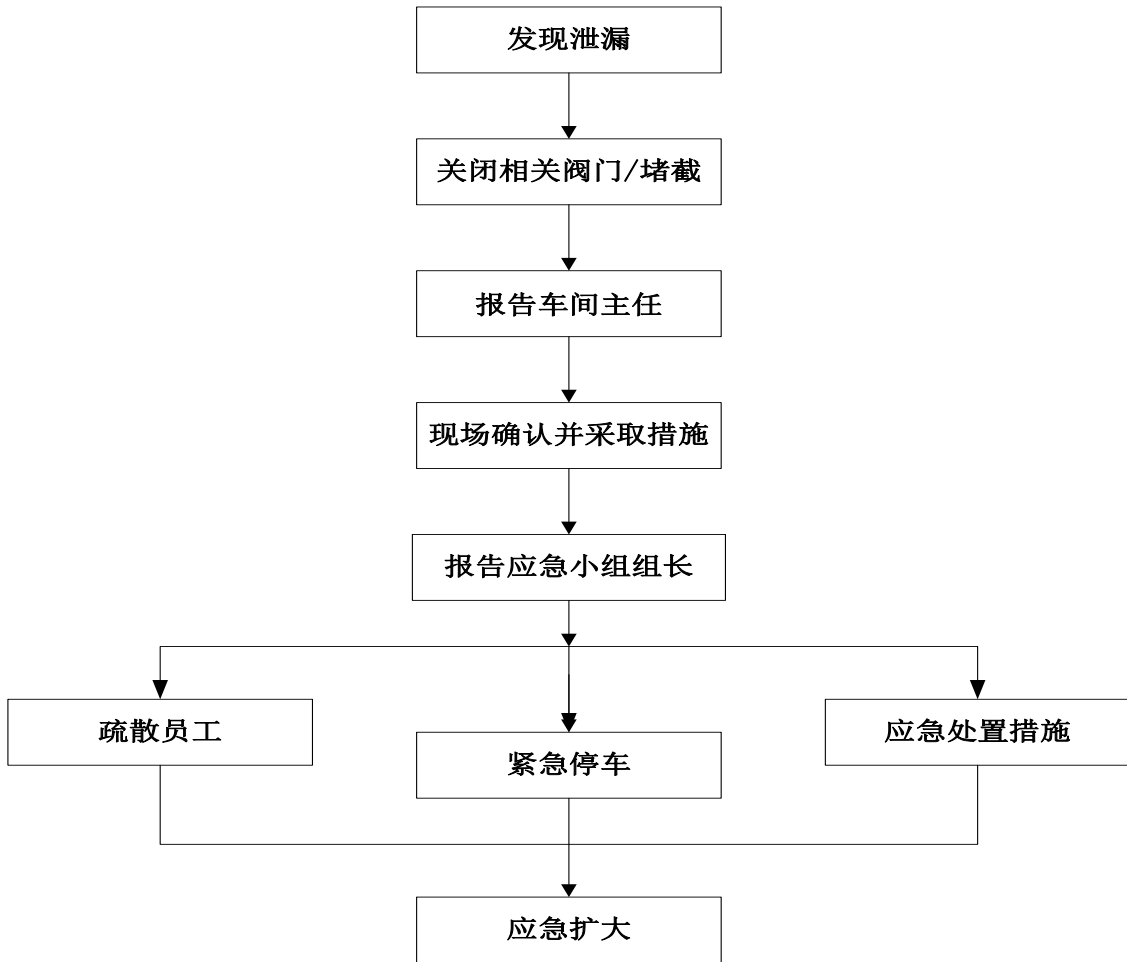 发现泄漏
关闭相关阀门/堵截
报告车间主任
现场确认并采取措施
报告应急小组组长
疏散员工
紧急停车
应急处置措施
应急扩大